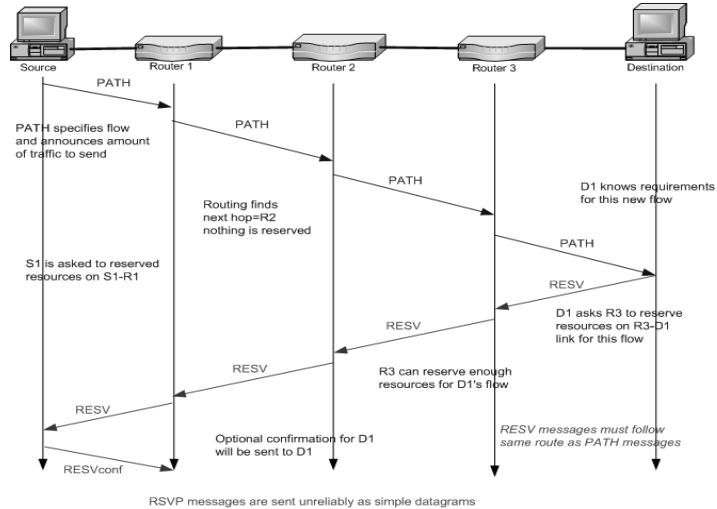 Source
Router 1
Router 2
Router 3
Destination
PATH
PATH specifies flow
and announces amount
of traffic to send
PATH
PATH
D1 knows requirements
for this new flow
Routing finds
next hop=R2
nothing is reserved
PATH
S1 is asked to reserved
resources on S1-R1
RESV
D1 asks R3 to reserve
resources on R3-D1
link for this flow
RESV
R3 can reserve enough
resources for D1's flow
RESV
RESV
Optional confirmation for D1
will be sent to D1
RESV messages must follow
same route as PATH messages
RESVconf
RSVP messages are sent unreliably as simple datagrams